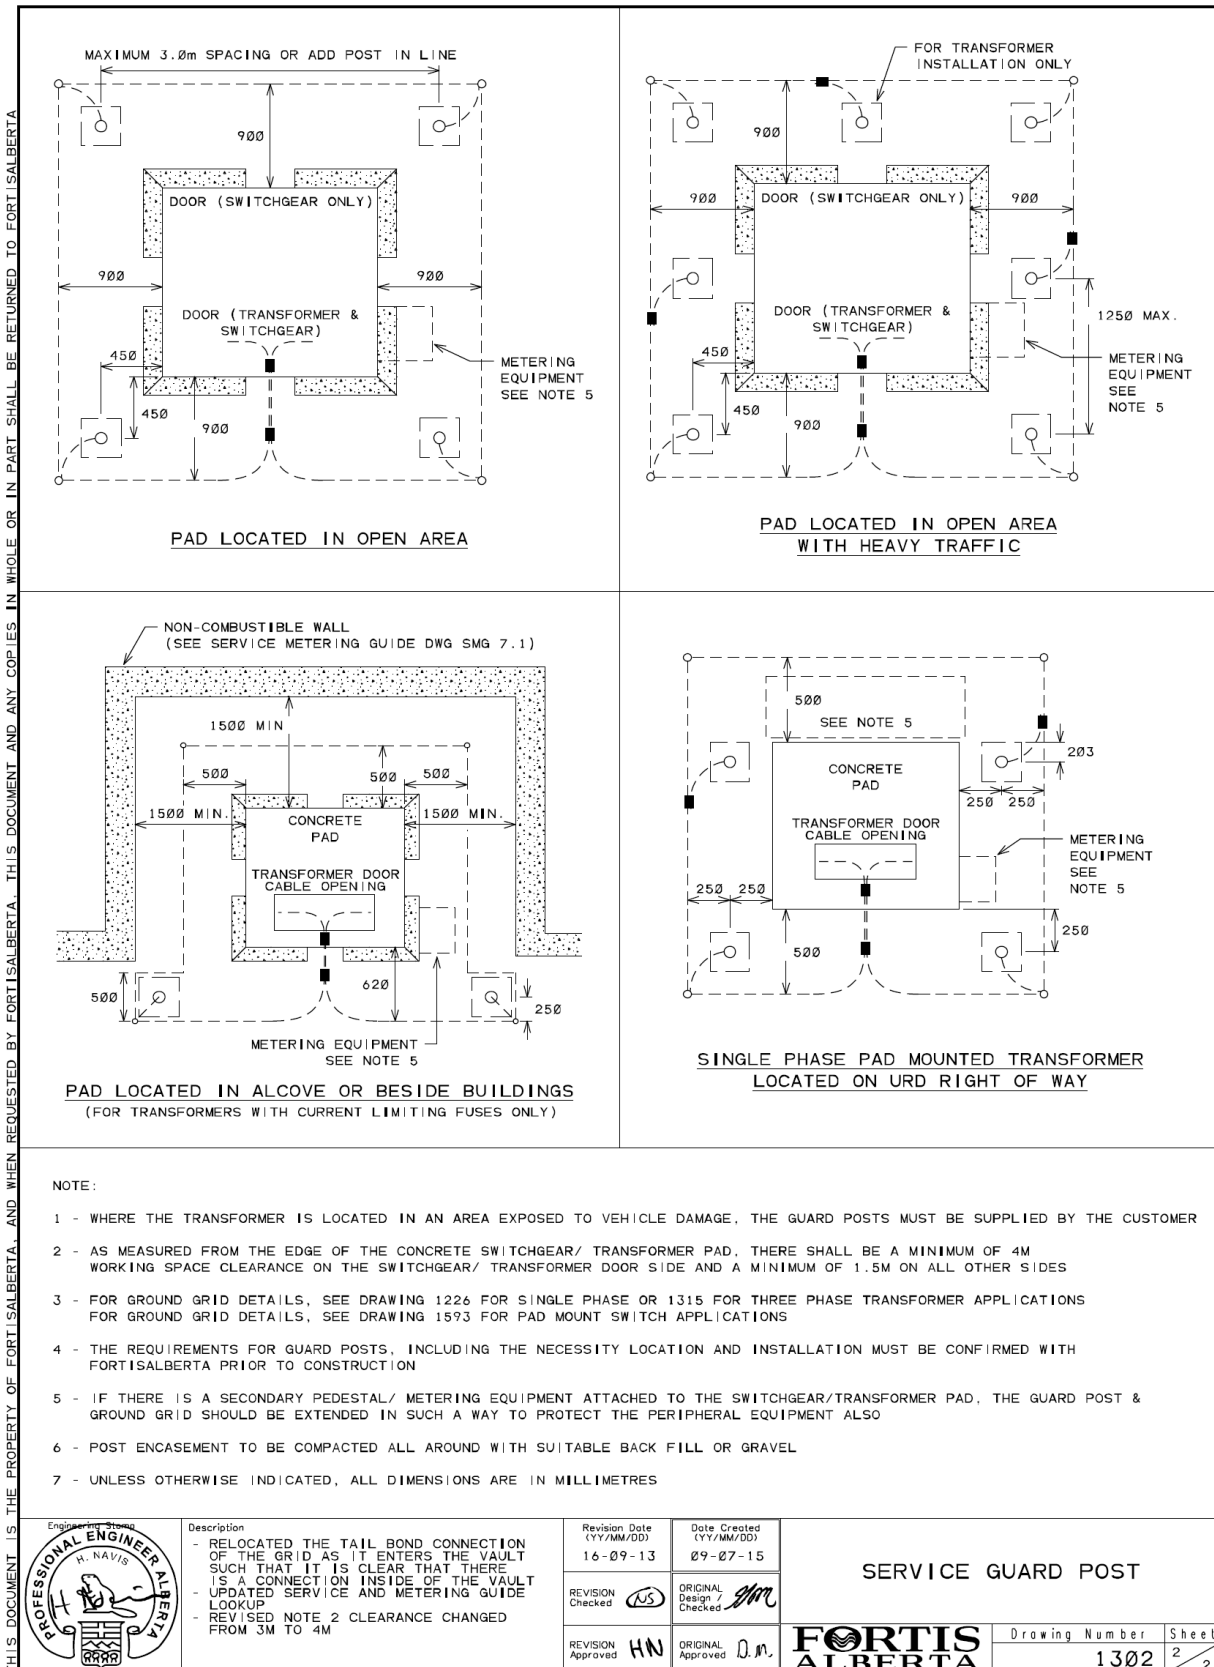 THIS DOCUMENT IS THE PROPERTY OF FORTISALBERTA, AND WHEN REQUESTED BY FORTISALBERTA, THIS DOCUMENT AND ANY COPIES IN WHOLE OR IN PART SHALL BE RETURNED TO FORTISALBERTA
MAXIMUM 3.0m SPACING OR ADD POST IN LINE
900
DOOR (SWITCHGEAR ONLY)
900
900
DOOR (TRANSFORMER &
SWITCHGEAR)
450
METERING
EQUIPMENT
SEE NOTE 5
450
900
PAD LOCATED IN OPEN AREA
FOR TRANSFORMER
INSTALLATION ONLY
900
900
DOOR (SWITCHGEAR ONLY)
900
DOOR (TRANSFORMER &
SWITCHGEAR)
1250 MAX.
450
METERING
EQUIPMENT
SEE
NOTE 5
450
900
PAD LOCATED IN OPEN AREA
WITH HEAVY TRAFFIC
NON-COMBUSTIBLE WALL
(SEE SERVICE METERING GUIDE DWG SMG 7.1)
1500 MIN
500
500
500
1500 MIN.
CONCRETE
PAD
1500 MIN.
TRANSFORMER DOOR
CABLE OPENING
500
620
250
METERING EQUIPMENT
SEE NOTE 5
PAD LOCATED IN ALCOVE OR BESIDE BUILDINGS
(FOR TRANSFORMERS WITH CURRENT LIMITING FUSES ONLY)
500
SEE NOTE 5
203
CONCRETE
PAD
250
250
TRANSFORMER DOOR
CABLE OPENING
METERING
EQUIPMENT
SEE
NOTE 5
250
250
250
500
SINGLE PHASE PAD MOUNTED TRANSFORMER
LOCATED ON URD RIGHT OF WAY
NOTE:
1 - WHERE THE TRANSFORMER IS LOCATED IN AN AREA EXPOSED TO VEHICLE DAMAGE, THE GUARD POSTS MUST BE SUPPLIED BY THE CUSTOMER
2 - AS MEASURED FROM THE EDGE OF THE CONCRETE SWITCHGEAR/ TRANSFORMER PAD, THERE SHALL BE A MINIMUM OF 4M
WORKING SPACE CLEARANCE ON THE SWITCHGEAR/ TRANSFORMER DOOR SIDE AND A MINIMUM OF 1.5M ON ALL OTHER SIDES
3 - FOR GROUND GRID DETAILS, SEE DRAWING 1226 FOR SINGLE PHASE OR 1315 FOR THREE PHASE TRANSFORMER APPLICATIONS
FOR GROUND GRID DETAILS, SEE DRAWING 1593 FOR PAD MOUNT SWITCH APPLICATIONS
4 - THE REQUIREMENTS FOR GUARD POSTS, INCLUDING THE NECESSITY LOCATION AND INSTALLATION MUST BE CONFIRMED WITH
FORTISALBERTA PRIOR TO CONSTRUCTION
5 - IF THERE IS A SECONDARY PEDESTAL/ METERING EQUIPMENT ATTACHED TO THE SWITCHGEAR/TRANSFORMER PAD, THE GUARD POST &
GROUND GRID SHOULD BE EXTENDED IN SUCH A WAY TO PROTECT THE PERIPHERAL EQUIPMENT ALSO
6 - POST ENCASEMENT TO BE COMPACTED ALL AROUND WITH SUITABLE BACK FILL OR GRAVEL
7 - UNLESS OTHERWISE INDICATED, ALL DIMENSIONS ARE IN MILLIMETRES
Engineering Stamp
PROFESSIONAL ENGINEER ALBERTA
H. NAVIS
Description
- RELOCATED THE TAIL BOND CONNECTION
OF THE GRID AS IT ENTERS THE VAULT
SUCH THAT IT IS CLEAR THAT THERE
IS A CONNECTION INSIDE OF THE VAULT
- UPDATED SERVICE AND METERING GUIDE
LOOKUP
- REVISED NOTE 2 CLEARANCE CHANGED
FROM 3M TO 4M
Revision Date
(YY/MM/DD)
16-09-13
Date Created
(YY/MM/DD)
09-07-15
REVISION
Checked
NS
ORIGINAL
Design /
Checked
REVISION
Approved
HN
ORIGINAL
Approved
D.M.
SERVICE GUARD POST
FORTIS
ALBERTA
Drawing Number
1302
Sheet
2/2